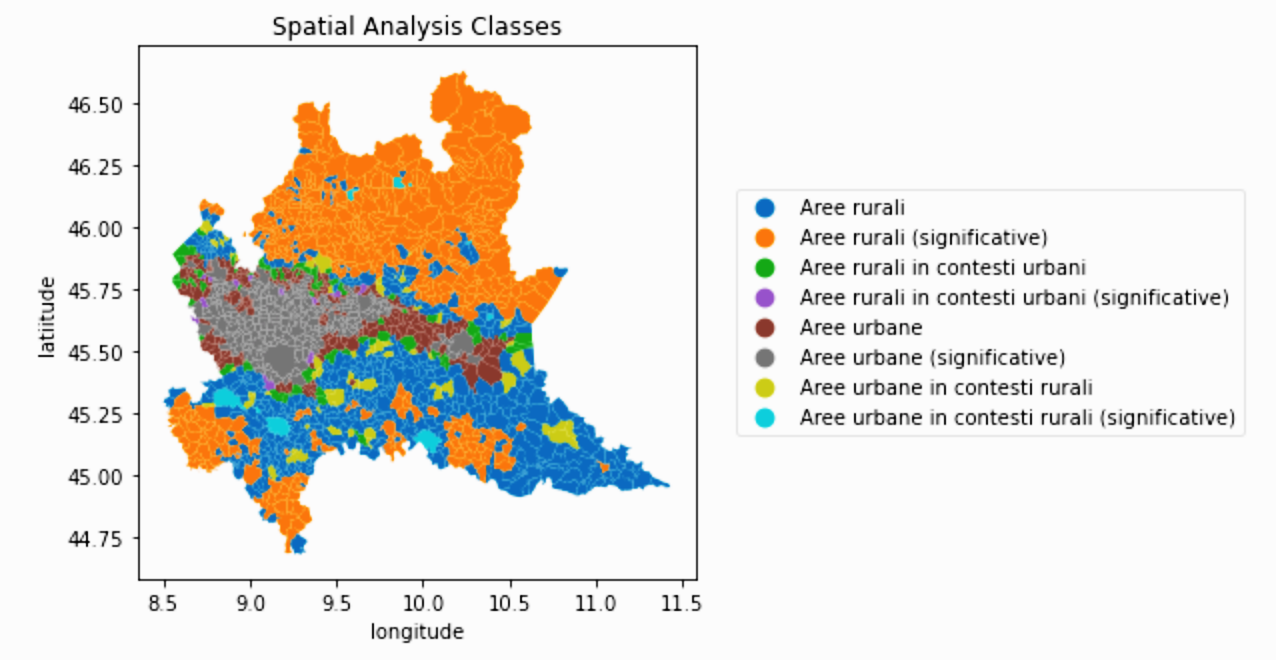 Spatial Analysis Classes
46.50
46.25
46.00
45.75
45.50
45.25
45.00
44.75
latiitude
8.5 9.0 9.5 10.0 10.5 11.0 11.5
longitude
Aree rurali
Aree rurali (significative)
Aree rurali in contesti urbani
Aree rurali in contesti urbani (significative)
Aree urbane
Aree urbane (significative)
Aree urbane in contesti rurali
Aree urbane in contesti rurali (significative)